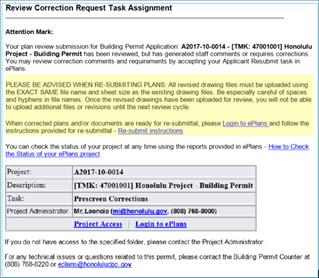 Review Correction Request Task Assignment
Attention Mark:
Your plan review submission for Building Permit Application: A2017-10-0014 - [TMK: 47001001] Honolulu
Project - Building Permit has been reviewed, but has generated staff comments or requires corrections.
You may review correction comments and requirements by accepting your Applicant Resubmit task in
ePlans.
PLEASE BE ADVISED WHEN RE-SUBMITTING PLANS: All revised drawing files must be uploaded using
the EXACT SAME file name and sheet size as the existing drawing files. Be especially careful of spaces
and hyphens in file names. Once the revised drawings have been uploaded for review, you will not be able
to upload additional files or revisions until the next review cycle.
When corrected plans and/or documents are ready for re-submittal, please Login to ePlans and follow the
instructions provided for re-submittal - Re-submit instructions
You can check the status of your project at any time using the reports provided in ePlans - How to Check
the Status of your ePlans project
Project: A2017-10-0014
Description: [TMK: 47001001] Honolulu Project - Building Permit
Task: Prescreen Corrections
Project Administrator: Mr. Leoncio (mi@honolulu.gov, (808) 768-8000)
Project Access | Login to ePlans
If you do not have access to the specified folder, please contact the Project Administrator.
For any technical issues or questions related to this permit, please contact the Building Permit Counter at
(808) 768-8220 or